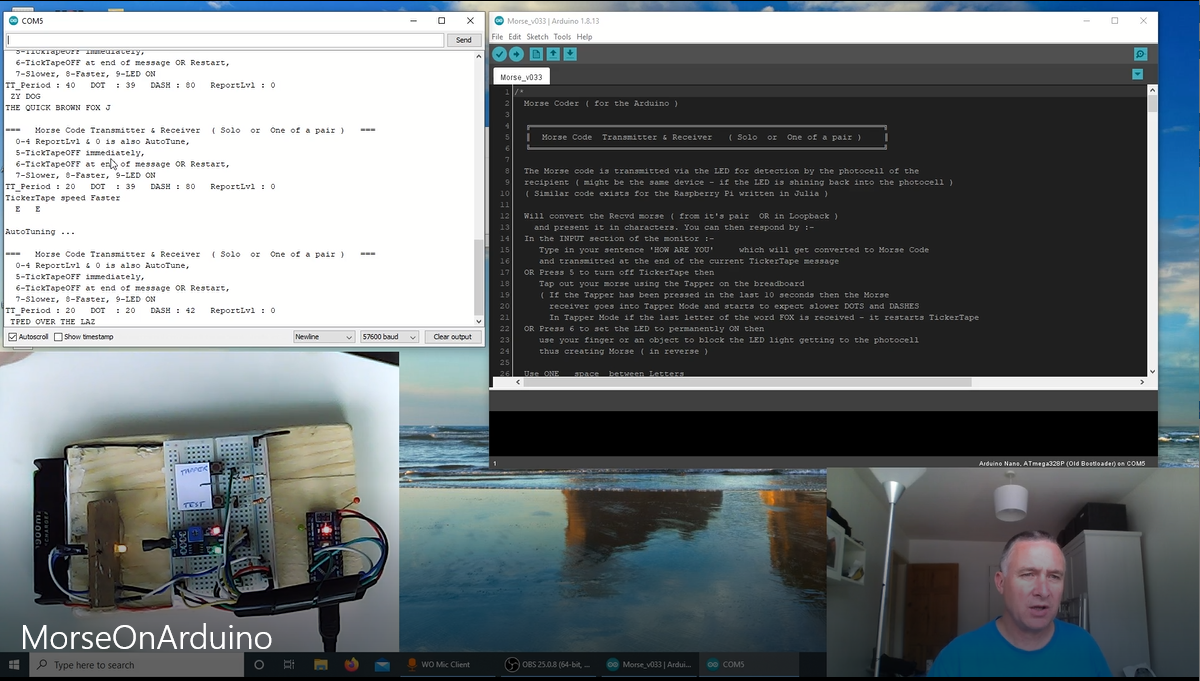 COM5
Send
5-TickTapeOFF immediately,
6-TickTapeOFF at end of message OR Restart,
7-Slower, 8-Faster, 9-LED ON
TT_Period : 40 DOT : 39 DASH : 80 ReportLvl : 0
ZY DOG
THE QUICK BROWN FOX J
=== Morse Code Transmitter & Receiver ( Solo or One of a pair ) ===
0-4 ReportLvl & 0 is also AutoTune,
5-TickTapeOFF immediately,
6-TickTapeOFF at end of message OR Restart,
7-Slower, 8-Faster, 9-LED ON
TT_Period : 20 DOT : 39 DASH : 80 ReportLvl : 0
TickerTape speed Faster
E E
AutoTuning ...
=== Morse Code Transmitter & Receiver ( Solo or One of a pair ) ===
0-4 ReportLvl & 0 is also AutoTune,
5-TickTapeOFF immediately,
6-TickTapeOFF at end of message OR Restart,
7-Slower, 8-Faster, 9-LED ON
TT_Period : 20 DOT : 20 DASH : 42 ReportLvl : 0
TPED OVER THE LAZ
Autoscroll Show timestamp Newline 57600 baud Clear output
Morse_v033 | Arduino 1.8.13
File Edit Sketch Tools Help
Morse_v033
1 /*
2 Morse Coder ( for the Arduino )
3
4
5 Morse Code Transmitter & Receiver ( Solo or One of a pair )
6
7
8 The Morse code is transmitted via the LED for detection by the photocell of the
9 recipient ( might be the same device - if the LED is shining back into the photocell )
10 ( Similar code exists for the Raspberry Pi written in Julia )
11
12 Will convert the Recvd morse ( from it's pair OR in Loopback )
13 and present it in characters. You can then respond by :-
14 In the INPUT section of the monitor :-
15 Type in your sentence 'HOW ARE YOU' which will get converted to Morse Code
16 and transmitted at the end of the current TickerTape message
17 OR Press 5 to turn off TickerTape then
18 Tap out your morse using the Tapper on the breadboard
19 ( If the Tapper has been pressed in the last 10 seconds then the Morse
20 receiver goes into Tapper Mode and starts to expect slower DOTS and DASHES
21 In Tapper Mode if the last letter of the word FOX is received - it restarts TickerTape
22 OR Press 6 to set the LED to permanently ON then
23 use your finger or an object to block the LED light getting to the photocell
24 thus creating Morse ( in reverse )
25
26 Use ONE space between Letters
1
Arduino Nano, ATmega328P (Old Bootloader) on COM5
TAPPER
TEST
MorseOnArduino
Type here to search
WO Mic Client
OBS 25.0.8 (64-bit, ...
Morse_v033 | Ardui...
COM5